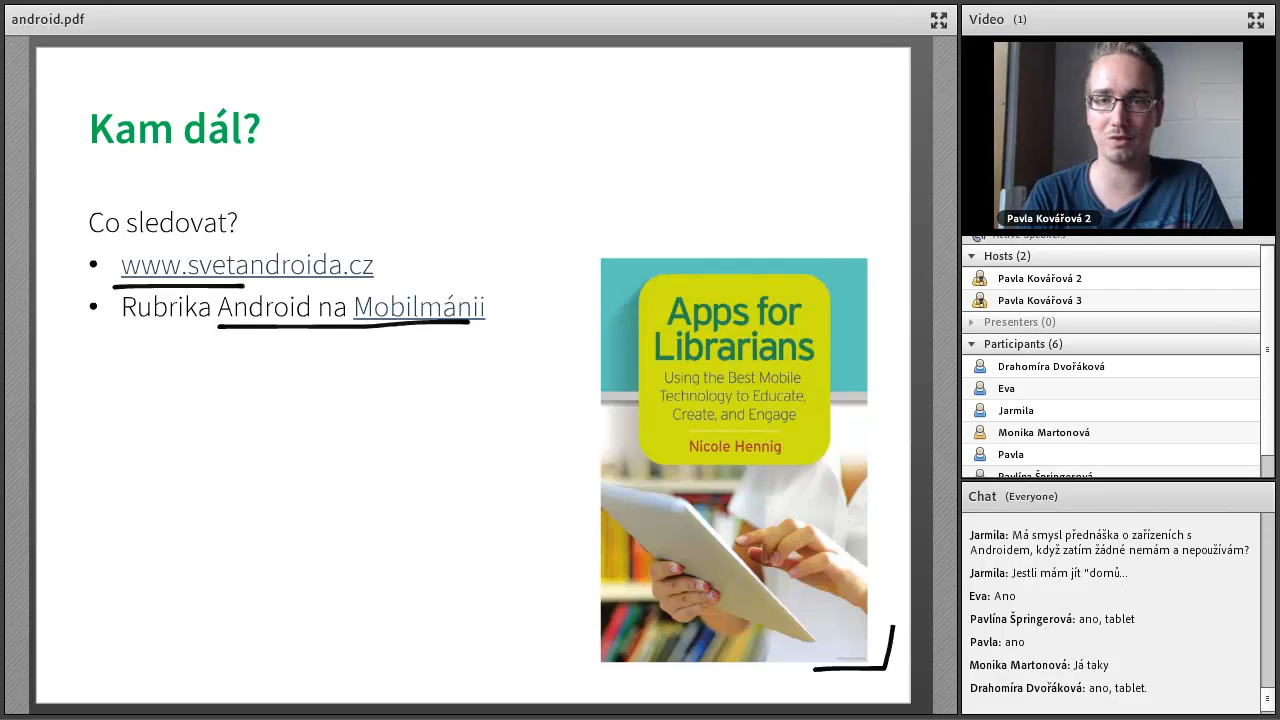 android.pdf
Kam dál?
Co sledovat?
• www.svetandroida.cz
• Rubrika Android na Mobilmánii
Apps for
Librarians
Using the Best Mobile
Technology to Educate,
Create, and Engage
Nicole Hennig
Video (1)
Pavla Kovářová 2
Active Speakers
Hosts (2)
Pavla Kovářová 2
Pavla Kovářová 3
Presenters (0)
Participants (6)
Drahomíra Dvořáková
Eva
Jarmila
Monika Martonová
Pavla
Pavlína Špringerová
Chat (Everyone)
Jarmila: Má smysl přednáška o zařízeních s
Androidem, když zatím žádné nemám a nepoužívám?
Jarmila: Jestli mám jít "domů...
Eva: Ano
Pavlína Špringerová: ano, tablet
Pavla: ano
Monika Martonová: Já taky
Drahomíra Dvořáková: ano, tablet.